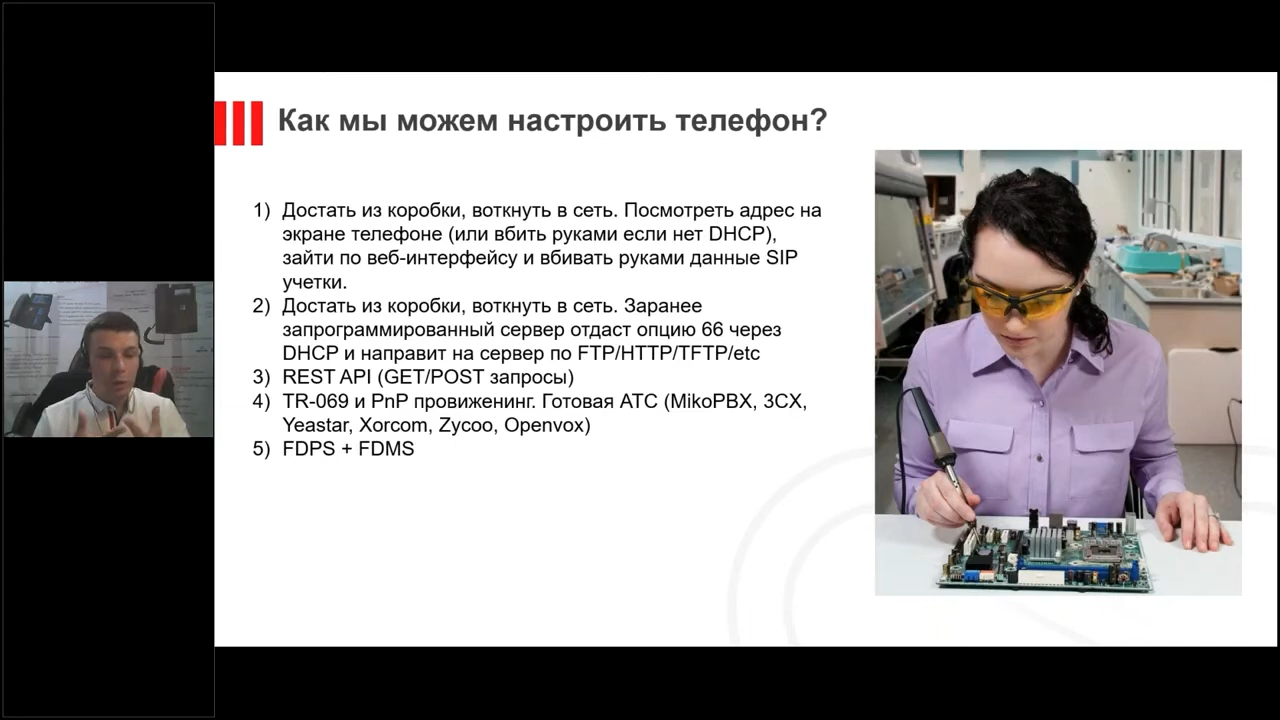 Как мы можем настроить телефон?
1) Достать из коробки, воткнуть в сеть. Посмотреть адрес на
экране телефоне (или вбить руками если нет DHCP),
зайти по веб-интерфейсу и вбивать руками данные SIP
учетки.
2) Достать из коробки, воткнуть в сеть. Заранее
запрограммированный сервер отдаст опцию 66 через
DHCP и направит на сервер по FTP/HTTP/TFTP/etc
3) REST API (GET/POST запросы)
4) TR-069 и PnP провиженинг. Готовая АТС (MikoPBX, 3CX,
Yeastar, Xorcom, Zycoo, Openvox)
5) FDPS + FDMS